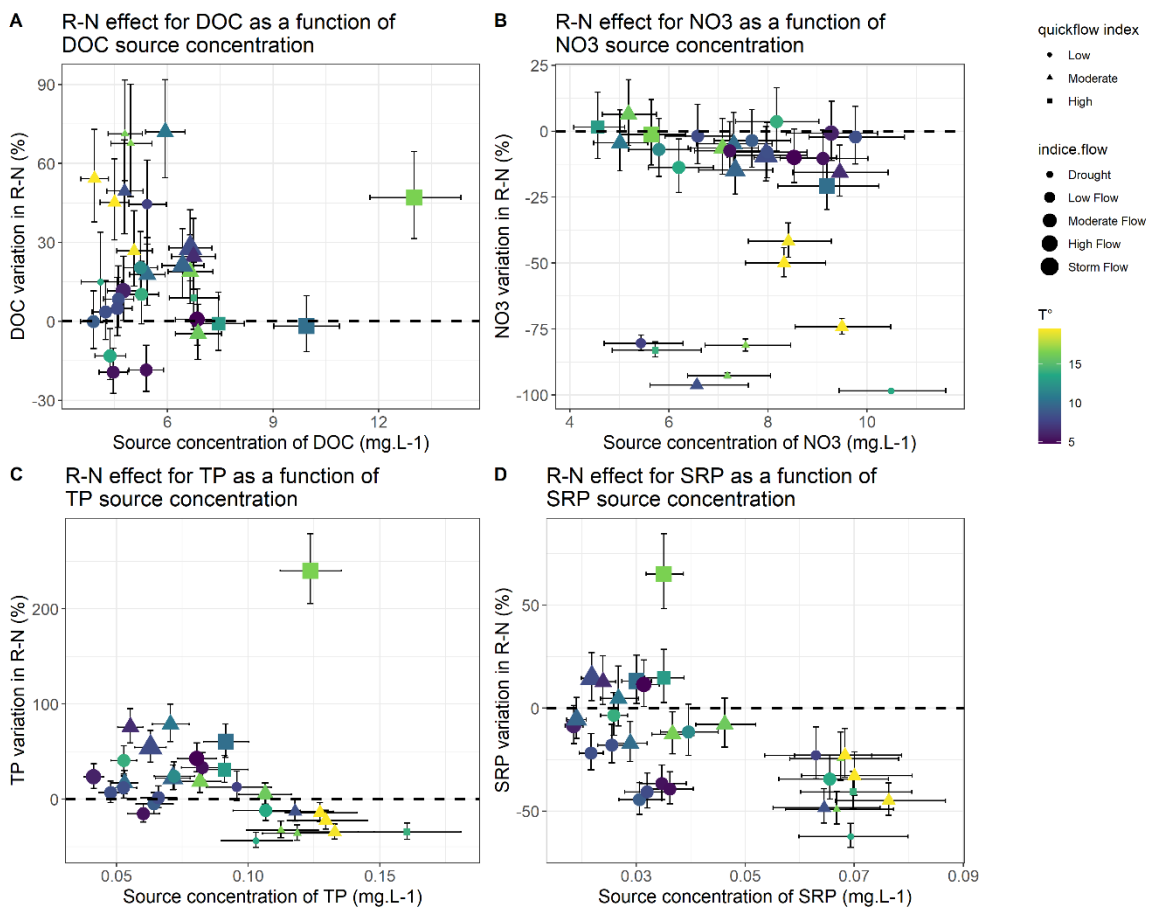 A
R-N effect for DOC as a function of
DOC source concentration
DOC variation in R-N (%)
90
60
30
0
-30
6
9
12
Source concentration of DOC (mg.L-1)
B
R-N effect for NO3 as a function of
NO3 source concentration
NO3 variation in R-N (%)
25
0
-25
-50
-75
-100
4
6
8
10
Source concentration of NO3 (mg.L-1)
quickflow index
Low
Moderate
High
indice.flow
Drought
Low Flow
Moderate Flow
High Flow
Storm Flow
T°
15
10
5
C
R-N effect for TP as a function of
TP source concentration
TP variation in R-N (%)
200
100
0
0.05
0.10
0.15
Source concentration of TP (mg.L-1)
D
R-N effect for SRP as a function of
SRP source concentration
SRP variation in R-N (%)
50
0
-50
0.03
0.05
0.07
0.09
Source concentration of SRP (mg.L-1)